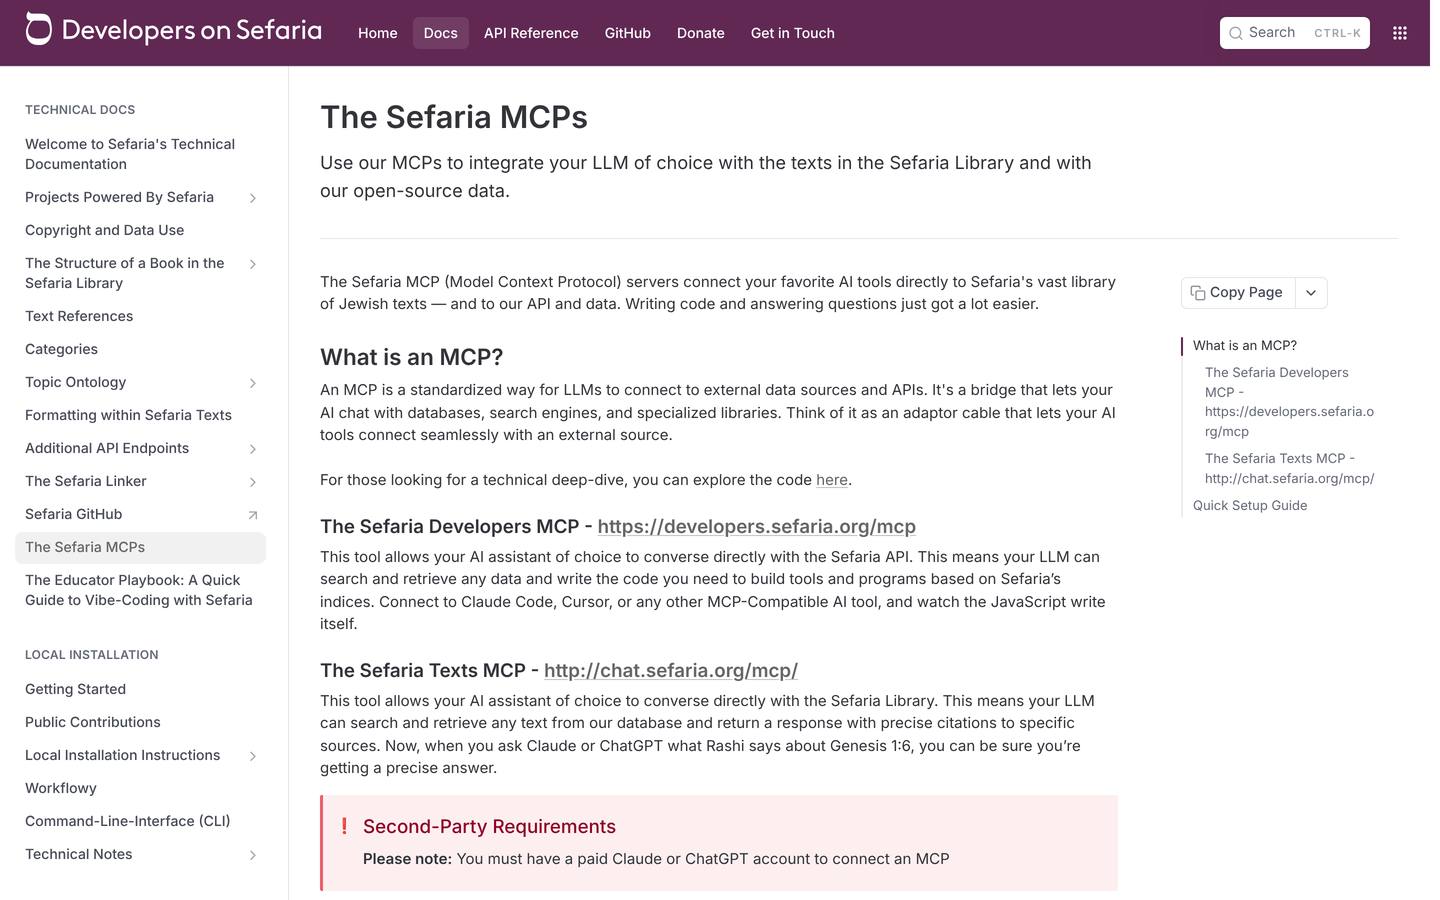 Developers on Sefaria
Home
Docs
API Reference
GitHub
Donate
Get in Touch
Search
CTRL-K
TECHNICAL DOCS
Welcome to Sefaria's Technical
Documentation
Projects Powered By Sefaria
Copyright and Data Use
The Structure of a Book in the
Sefaria Library
Text References
Categories
Topic Ontology
Formatting within Sefaria Texts
Additional API Endpoints
The Sefaria Linker
Sefaria GitHub
The Sefaria MCPs
The Educator Playbook: A Quick
Guide to Vibe-Coding with Sefaria
LOCAL INSTALLATION
Getting Started
Public Contributions
Local Installation Instructions
Workflowy
Command-Line-Interface (CLI)
Technical Notes
The Sefaria MCPs
Use our MCPs to integrate your LLM of choice with the texts in the Sefaria Library and with
our open-source data.
The Sefaria MCP (Model Context Protocol) servers connect your favorite AI tools directly to Sefaria's vast library
of Jewish texts — and to our API and data. Writing code and answering questions just got a lot easier.
What is an MCP?
An MCP is a standardized way for LLMs to connect to external data sources and APIs. It's a bridge that lets your
AI chat with databases, search engines, and specialized libraries. Think of it as an adaptor cable that lets your AI
tools connect seamlessly with an external source.
For those looking for a technical deep-dive, you can explore the code here.
The Sefaria Developers MCP - https://developers.sefaria.org/mcp
This tool allows your AI assistant of choice to converse directly with the Sefaria API. This means your LLM can
search and retrieve any data and write the code you need to build tools and programs based on Sefaria’s
indices. Connect to Claude Code, Cursor, or any other MCP-Compatible AI tool, and watch the JavaScript write
itself.
The Sefaria Texts MCP - http://chat.sefaria.org/mcp/
This tool allows your AI assistant of choice to converse directly with the Sefaria Library. This means your LLM
can search and retrieve any text from our database and return a response with precise citations to specific
sources. Now, when you ask Claude or ChatGPT what Rashi says about Genesis 1:6, you can be sure you’re
getting a precise answer.
❗ Second-Party Requirements
Please note: You must have a paid Claude or ChatGPT account to connect an MCP
Copy Page
What is an MCP?
The Sefaria Developers
MCP -
https://developers.sefaria.o
rg/mcp
The Sefaria Texts MCP -
http://chat.sefaria.org/mcp/
Quick Setup Guide